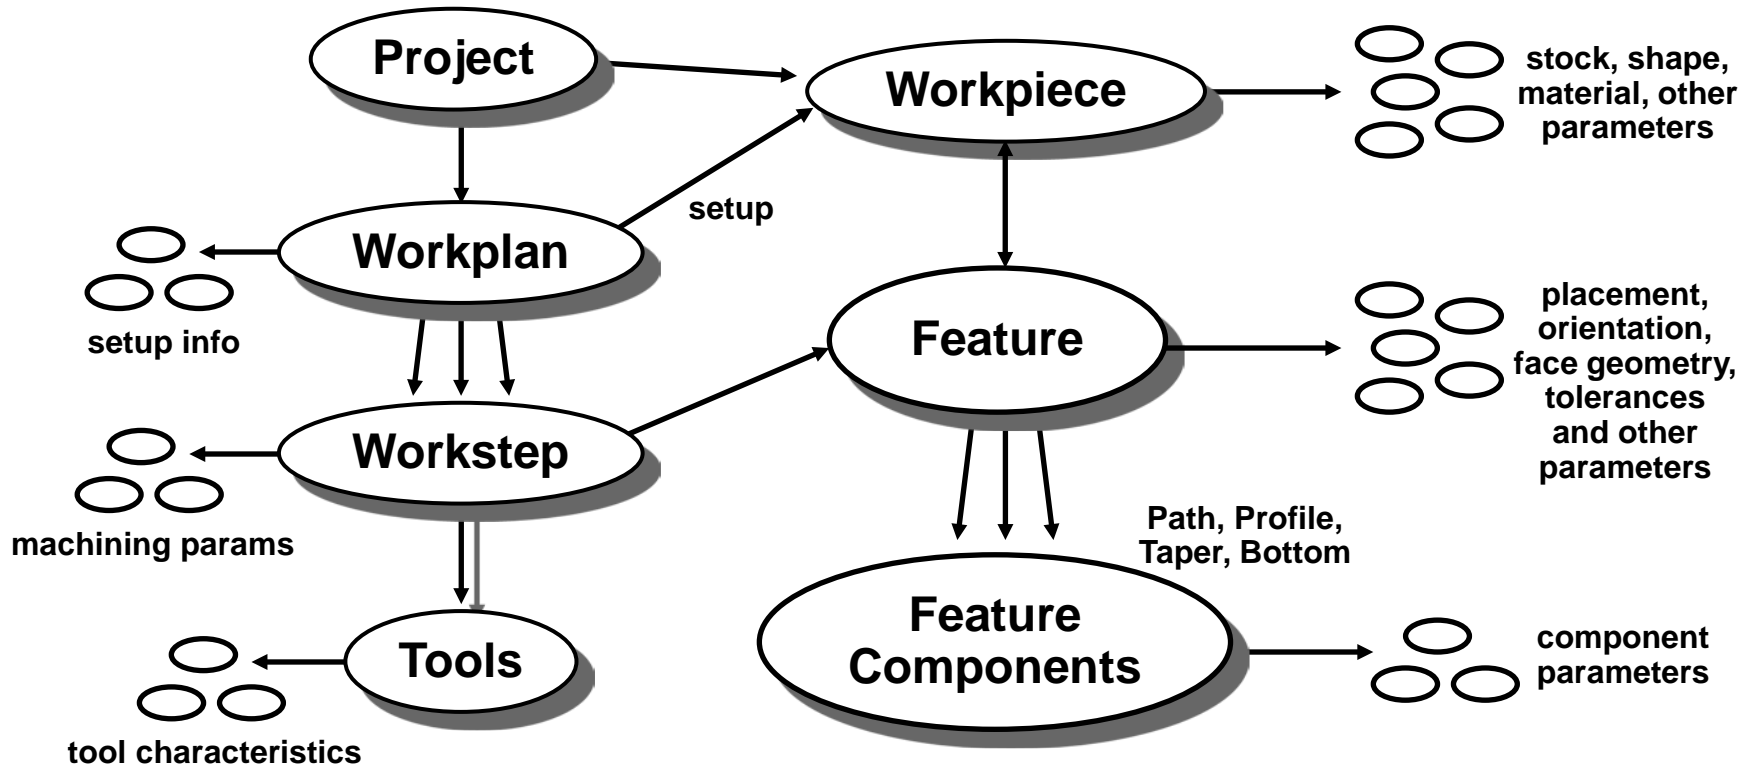 Project
Workpiece
stock, shape,
material, other
parameters
setup
Workplan
setup info
Feature
placement,
orientation,
face geometry,
tolerances
and other
parameters
Workstep
machining params
Path, Profile,
Taper, Bottom
Feature
Components
component
parameters
Tools
tool characteristics